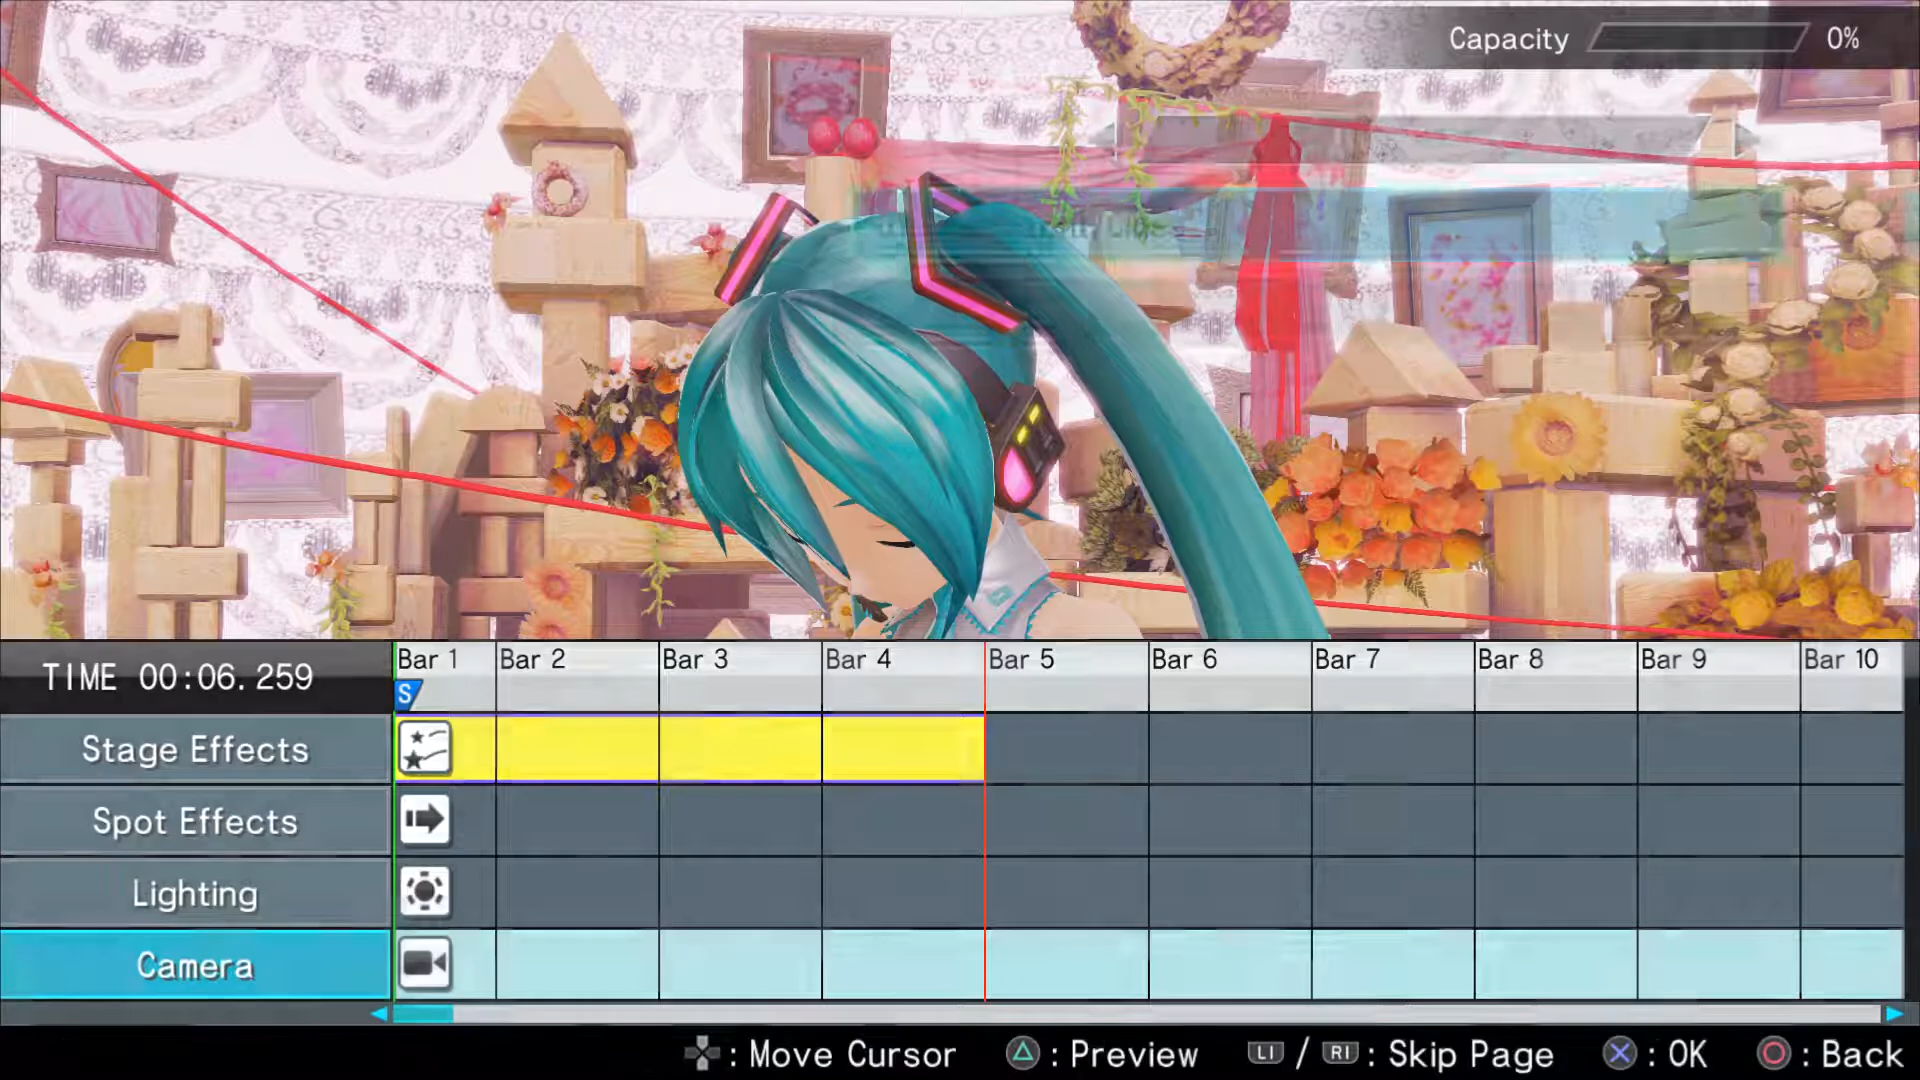 Capacity 0%
TIME 00:06.259
Bar 1 Bar 2 Bar 3 Bar 4 Bar 5 Bar 6 Bar 7 Bar 8 Bar 9 Bar 10
S
Stage Effects
Spot Effects
Lighting
Camera
: Move Cursor : Preview L1 / R1 : Skip Page : OK : Back